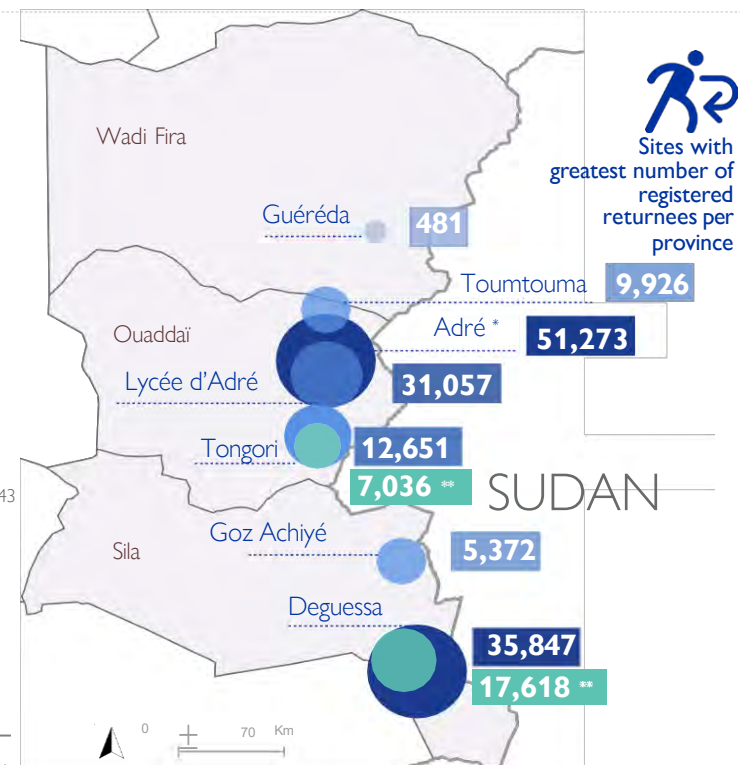 Sites with
greatest number of
registered
returnees per
province
Wadi Fira
Guéréda 481
Toumtouma 9,926
Ouaddaï
Adré * 51,273
Lycée d'Adré 31,057
Tongori 12,651
7,036 **
SUDAN
43
Goz Achiyé 5,372
Sila
Deguessa 35,847
17,618 **
0 70 Km